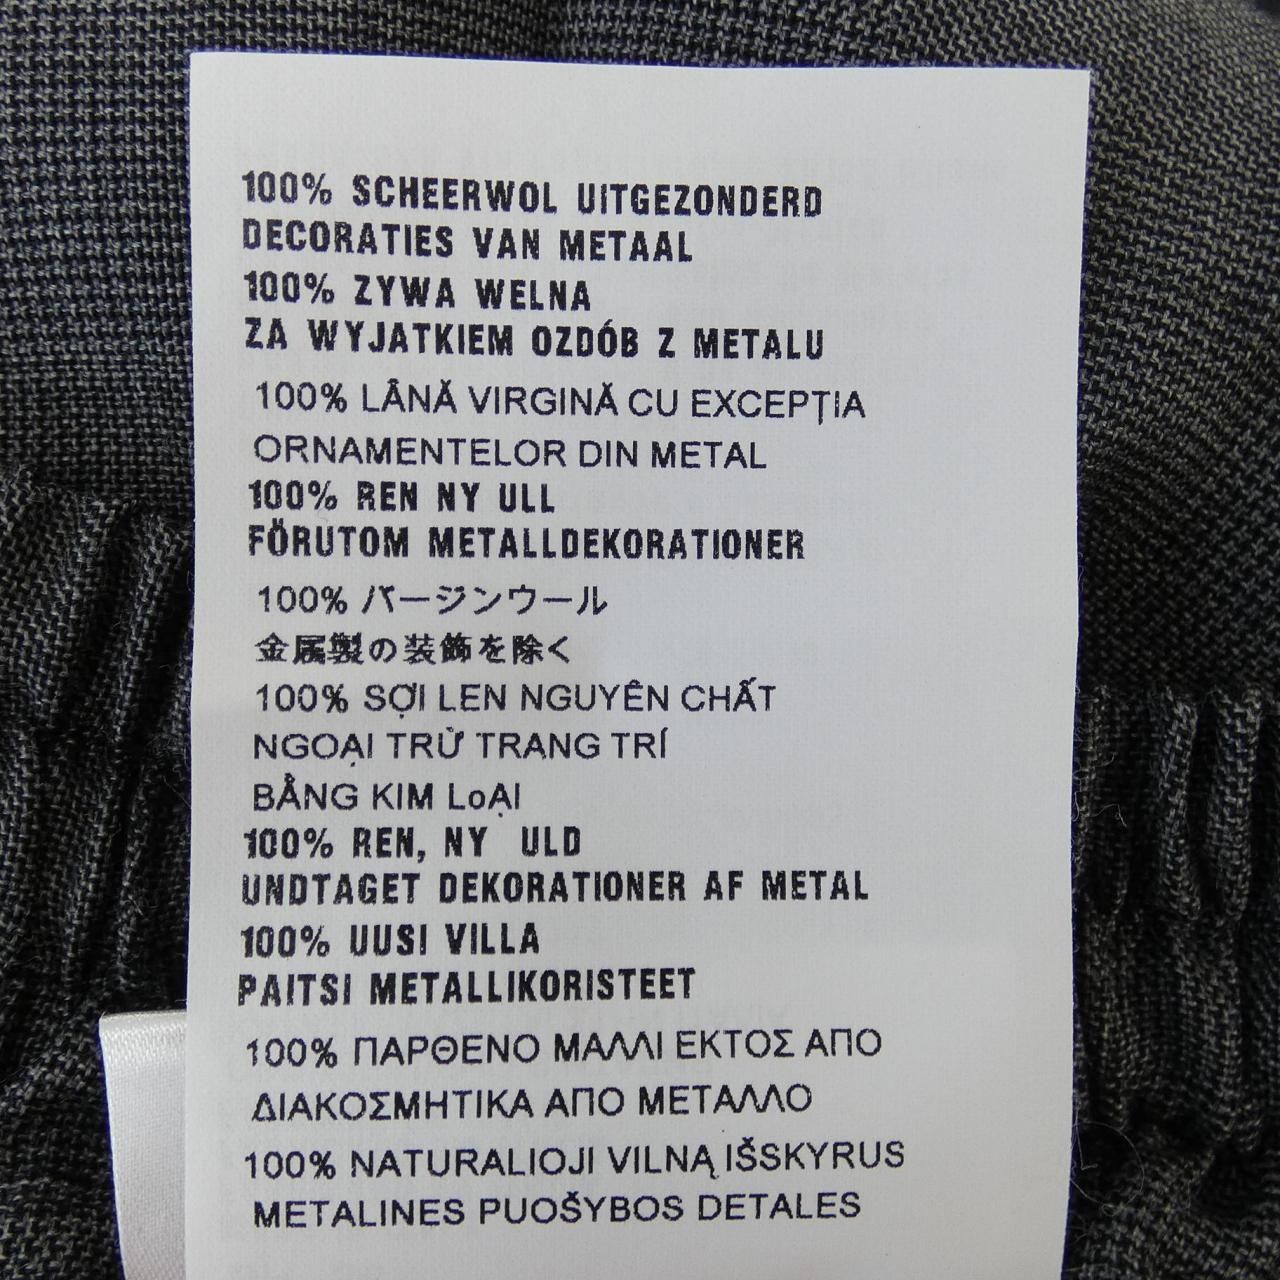 100% SCHEERWOL UITGEZONDERD
DECORATIES VAN METAAL
100% ZYWA WELNA
ZA WYJATKIEM OZDÓB Z METALU
100% LÂNĂ VIRGINĂ CU EXCEPȚIA
ORNAMENTELOR DIN METAL
100% REN NY ULL
FÖRUTOM METALLDEKORATIONER
100% バージンウール
金属製の装飾を除く
100% SỢI LEN NGUYÊN CHẤT
NGOẠI TRỪ TRANG TRÍ
BẰNG KIM LoẠI
100% REN, NY ULD
UNDTAGET DEKORATIONER AF METAL
100% UUSI VILLA
PAITSI METALLIKORISTEET
100% ΠΑΡΘΕΝΟ ΜΑΛΛΙ ΕΚΤΟΣ ΑΠΟ
ΔΙΑΚΟΣΜΗΤΙΚΑ ΑΠΟ ΜΕΤΑΛΛΟ
100% NATURALIOJI VILNĄ IŠSKYRUS
METALINES PUOŠYBOS DETALES